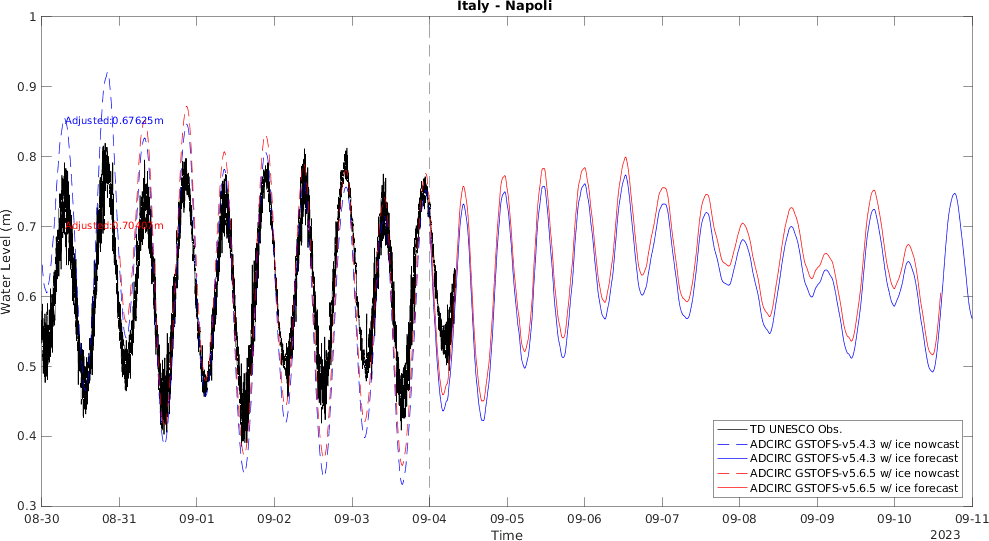 Italy - Napoli
Water Level (m)
1
0.9
0.8
0.7
0.6
0.5
0.4
0.3
Adjusted:0.67625m
08-30
08-31
09-01
09-02
09-03
09-04
09-05
09-06
09-07
09-08
09-09
09-10
09-11
Time
2023
TD UNESCO Obs.
ADCIRC GSTOFS-v5.4.3 w/ ice nowcast
ADCIRC GSTOFS-v5.4.3 w/ ice forecast
ADCIRC GSTOFS-v5.6.5 w/ ice nowcast
ADCIRC GSTOFS-v5.6.5 w/ ice forecast